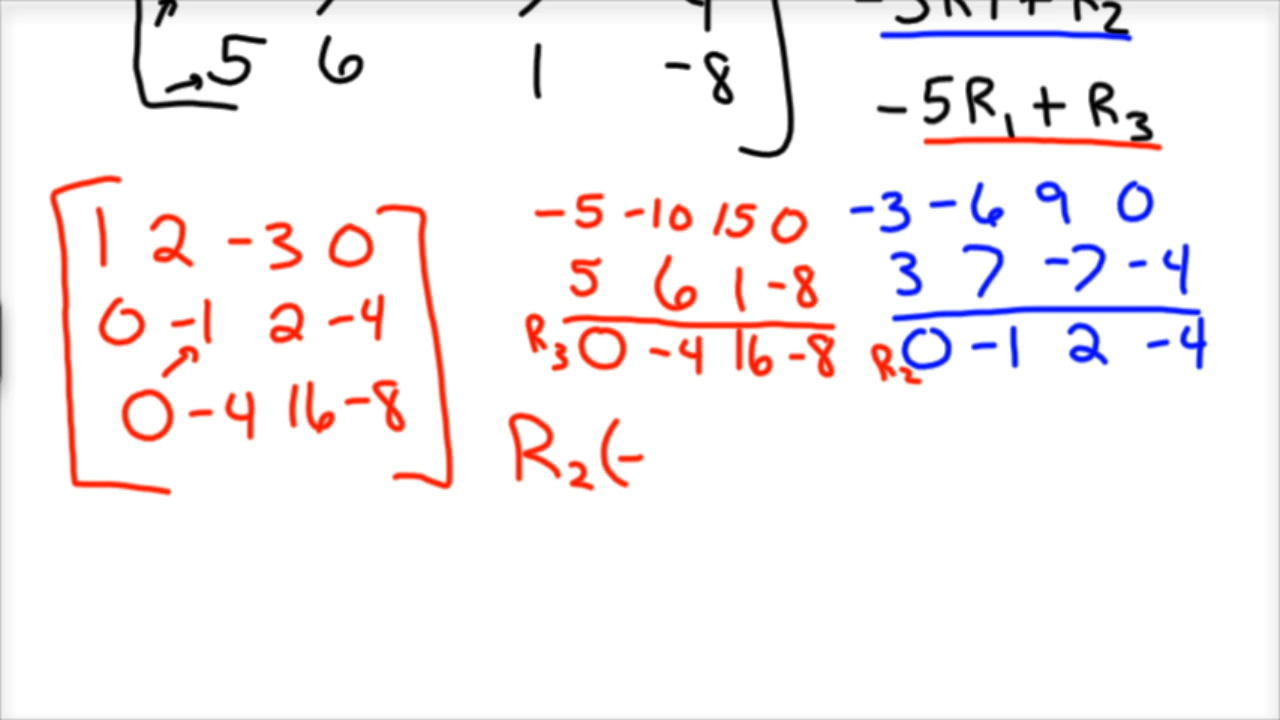 -3R1 + R2
5 6 1 -8
-5R1 + R3
1 2 -3 0
0 -1 2 -4
0 -4 16 -8
-5 -10 15 0
5 6 1 -8
R3 0 -4 16 -8
-3 -6 9 0
3 7 -7 -4
R2 0 -1 2 -4
R2(-